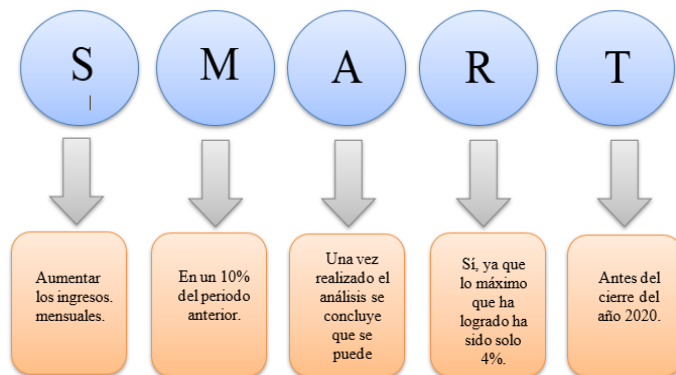 S
M
A
R
T
Aumentar
los ingresos.
mensuales.
En un 10%
del periodo
anterior.
Una vez
realizado el
análisis se
concluye
que se
puede
Sí, ya que
lo máximo
que ha
logrado ha
sido solo
4%.
Antes del
cierre del
año 2020.